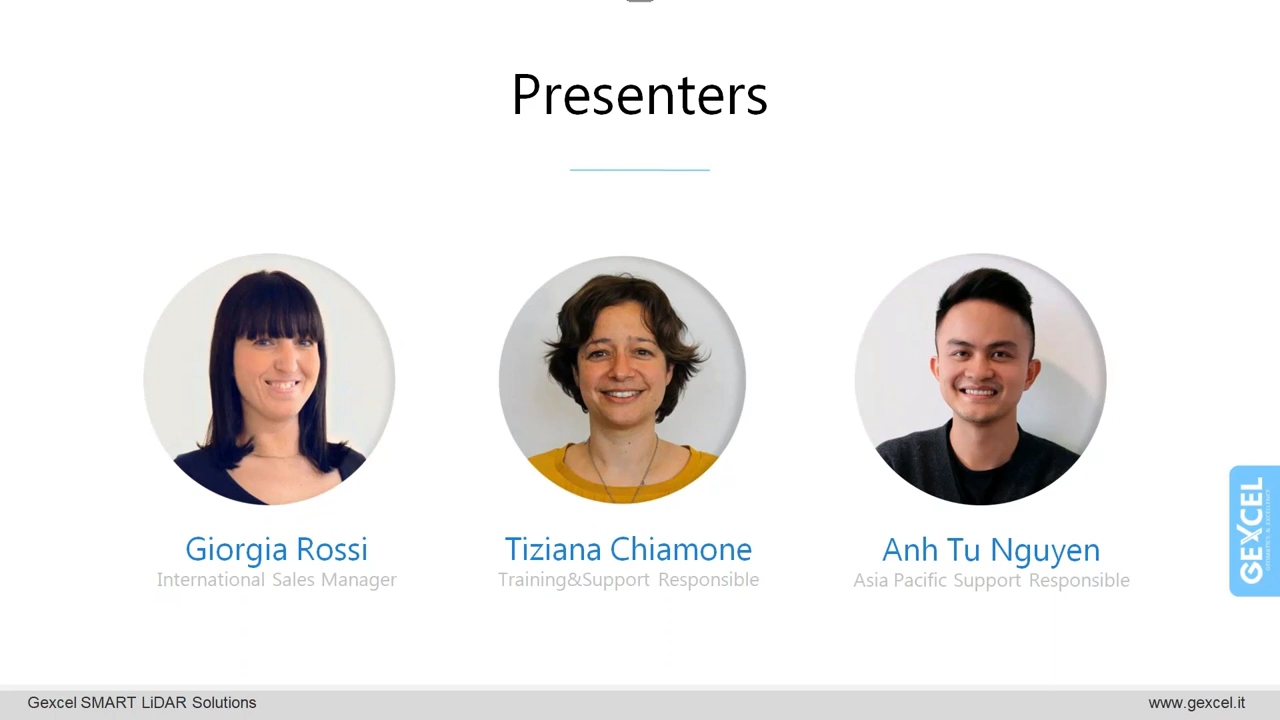 Presenters
Giorgia Rossi
International Sales Manager
Tiziana Chiamone
Training&Support Responsible
Anh Tu Nguyen
Asia Pacific Support Responsible
GEXCEL
Gexcel SMART LiDAR Solutions
www.gexcel.it